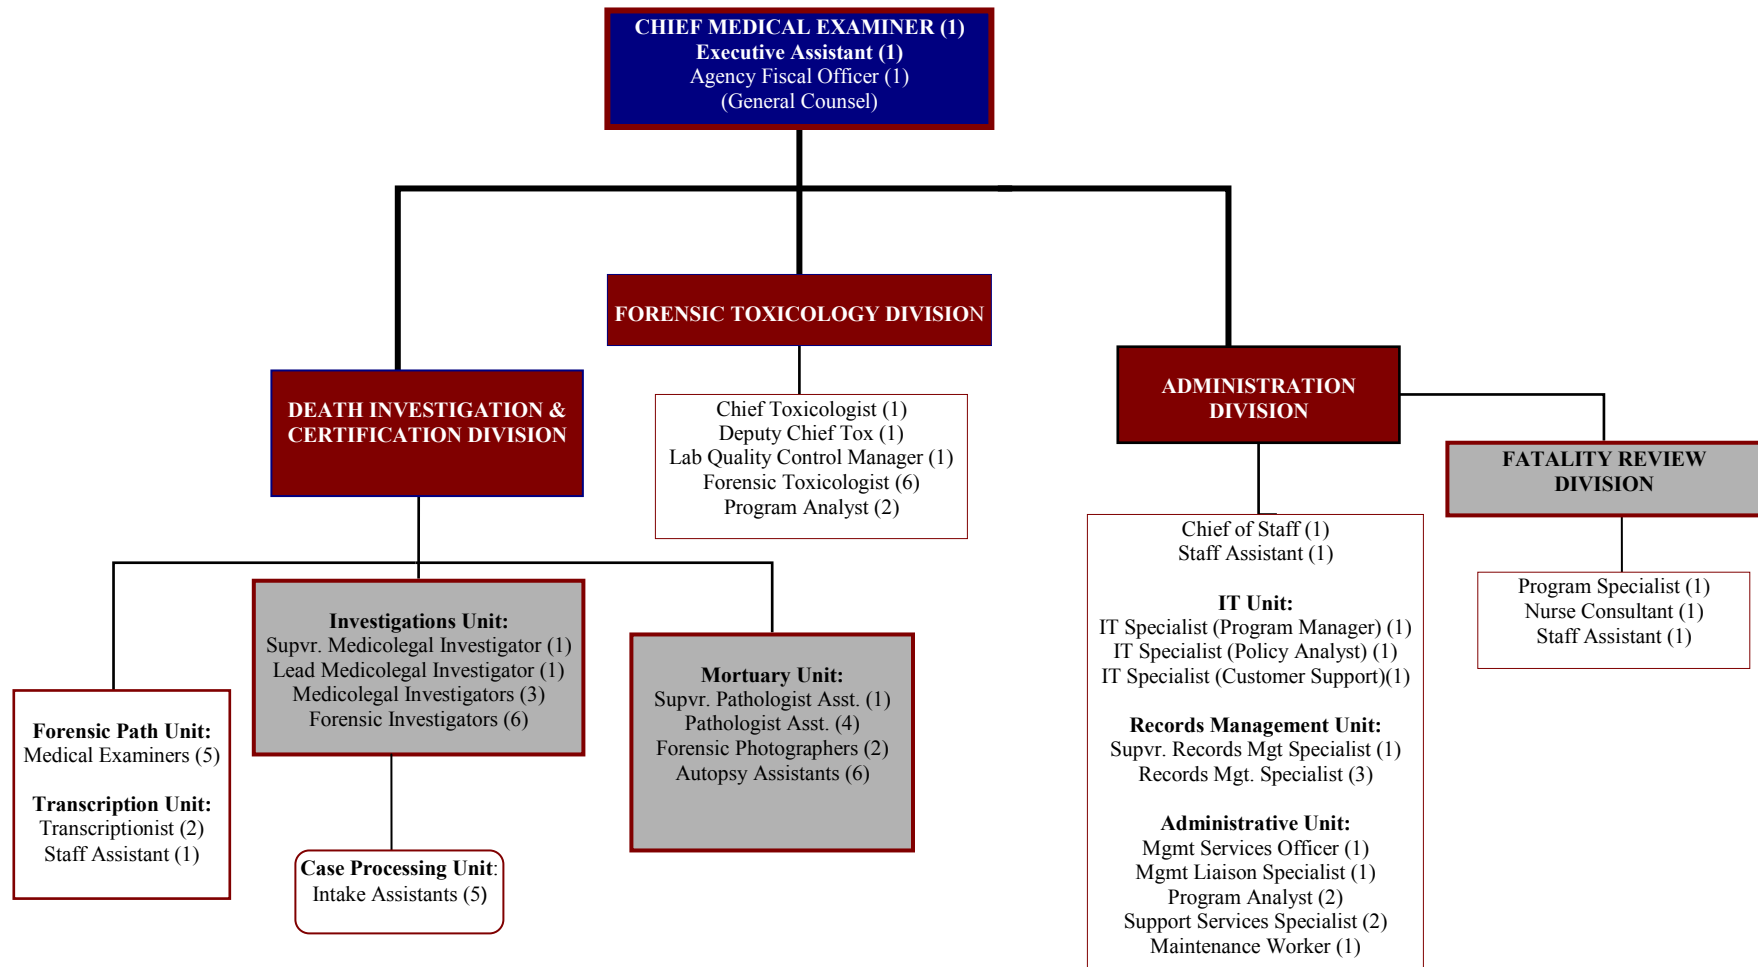 CHIEF MEDICAL EXAMINER (1)
Executive Assistant (1)
Agency Fiscal Officer (1)
(General Counsel)
FORENSIC TOXICOLOGY DIVISION
Chief Toxicologist (1)
Deputy Chief Tox (1)
Lab Quality Control Manager (1)
Forensic Toxicologist (6)
Program Analyst (2)
DEATH INVESTIGATION &
CERTIFICATION DIVISION
Forensic Path Unit:
Medical Examiners (5)
Transcription Unit:
Transcriptionist (2)
Staff Assistant (1)
Investigations Unit:
Supvr. Medicolegal Investigator (1)
Lead Medicolegal Investigator (1)
Medicolegal Investigators (3)
Forensic Investigators (6)
Case Processing Unit:
Intake Assistants (5)
Mortuary Unit:
Supvr. Pathologist Asst. (1)
Pathologist Asst. (4)
Forensic Photographers (2)
Autopsy Assistants (6)
ADMINISTRATION
DIVISION
Chief of Staff (1)
Staff Assistant (1)
IT Unit:
IT Specialist (Program Manager) (1)
IT Specialist (Policy Analyst) (1)
IT Specialist (Customer Support)(1)
Records Management Unit:
Supvr. Records Mgt Specialist (1)
Records Mgt. Specialist (3)
Administrative Unit:
Mgmt Services Officer (1)
Mgmt Liaison Specialist (1)
Program Analyst (2)
Support Services Specialist (2)
Maintenance Worker (1)
FATALITY REVIEW
DIVISION
Program Specialist (1)
Nurse Consultant (1)
Staff Assistant (1)